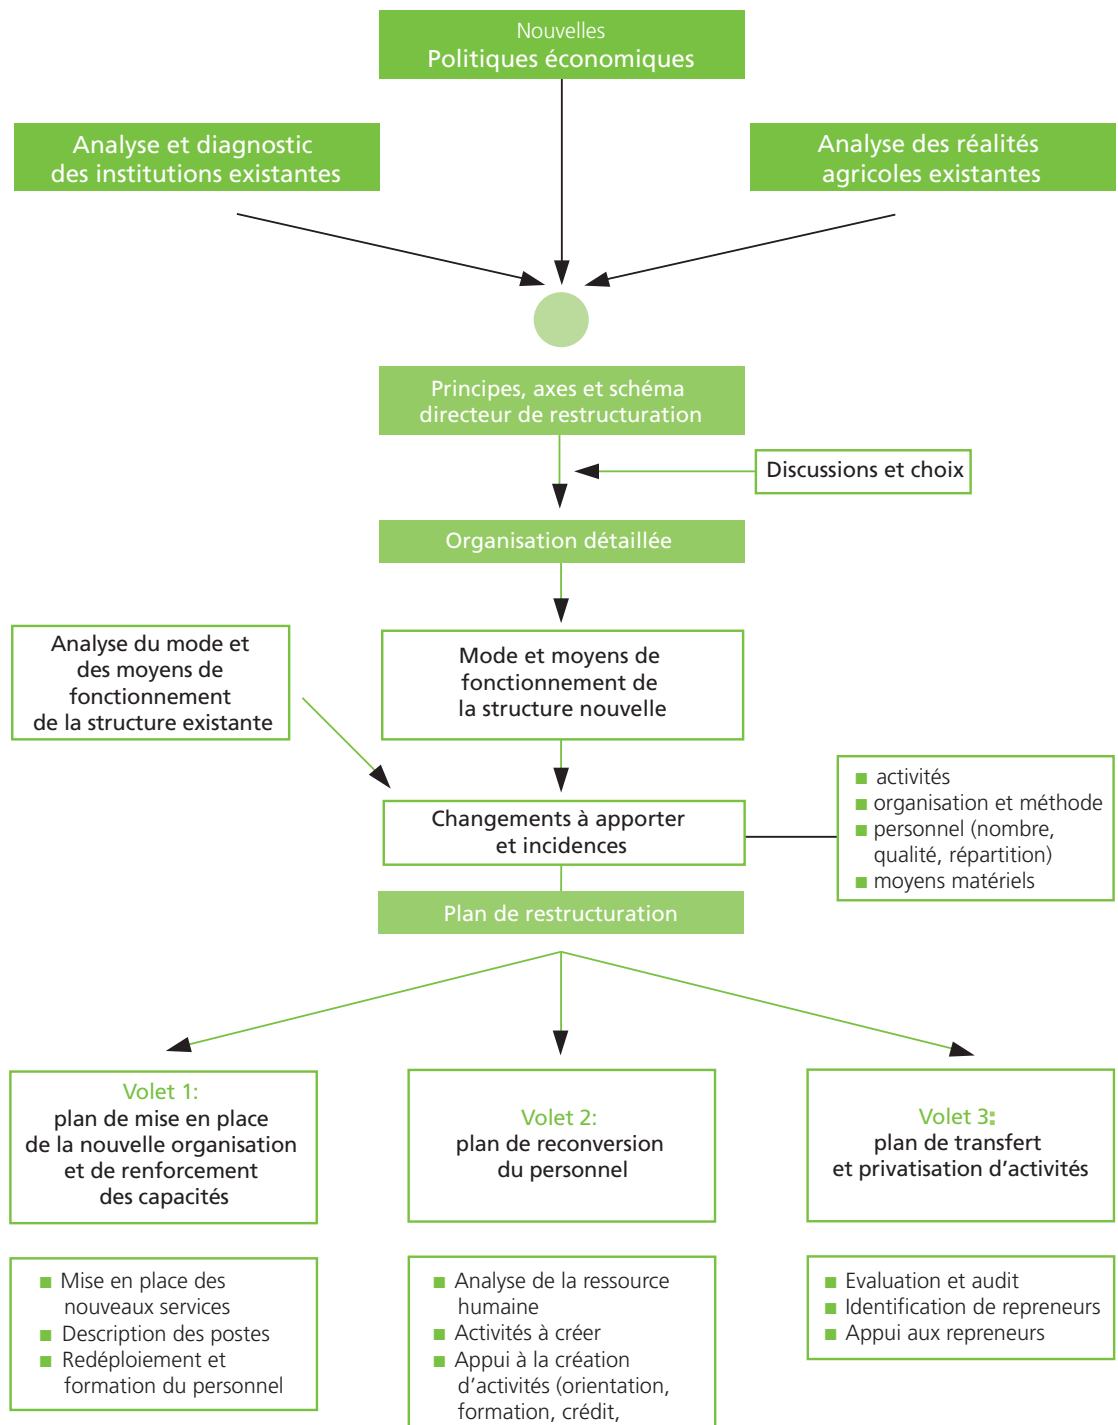 Nouvelles
Politiques économiques
Analyse et diagnostic
des institutions existantes
Analyse des réalités
agricoles existantes
Principes, axes et schéma
directeur de restructuration
Discussions et choix
Organisation détaillée
Analyse du mode et
des moyens de
fonctionnement
de la structure existante
Mode et moyens de
fonctionnement de
la structure nouvelle
Changements à apporter
et incidences
■ activités
■ organisation et méthode
■ personnel (nombre,
qualité, répartition)
■ moyens matériels
Plan de restructuration
Volet 1:
plan de mise en place
de la nouvelle organisation
et de renforcement
des capacités
Volet 2:
plan de reconversion
du personnel
Volet 3:
plan de transfert
et privatisation d’activités
■ Mise en place des
nouveaux services
■ Description des postes
■ Redéploiement et
formation du personnel
■ Analyse de la ressource
humaine
■ Activités à créer
■ Appui à la création
d’activités (orientation,
formation, crédit,
■ Evaluation et audit
■ Identification de repreneurs
■ Appui aux repreneurs